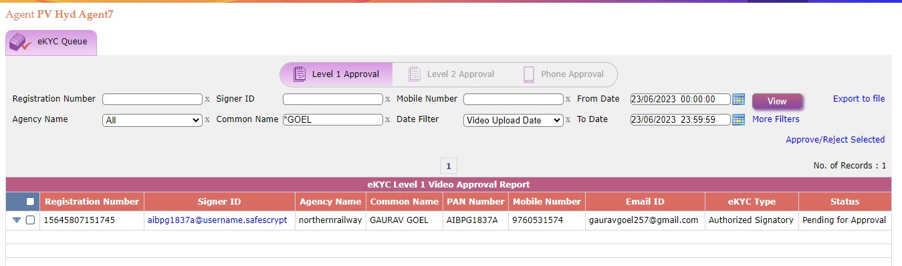 Agent PV Hyd Agent7
eKYC Queue
Level 1 Approval Level 2 Approval Phone Approval
Registration Number x Signer ID x Mobile Number x From Date 23/06/2023 00:00:00 View Export to file
Agency Name All x Common Name *GOEL x Date Filter Video Upload Date x To Date 23/06/2023 23:59:59 More Filters
Approve/Reject Selected
1 No. of Records : 1
eKYC Level 1 Video Approval Report
Registration Number Signer ID Agency Name Common Name PAN Number Mobile Number Email ID eKYC Type Status
15645807151745 aibpg1837a@username.safescrypt northernrailway GAURAV GOEL AIBPG1837A 9760531574 gauravgoel257@gmail.com Authorized Signatory Pending for Approval